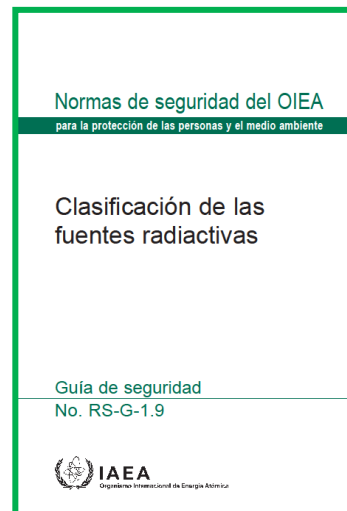 Normas de seguridad del OIEA
para la protección de las personas y el medio ambiente
Clasificación de las
fuentes radiactivas
Guía de seguridad
No. RS-G-1.9
IAEA
Organismo Internacional de Energía Atómica